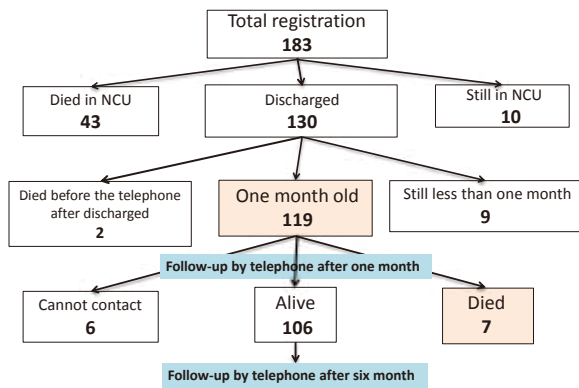 Total registration
183
Died in NCU
43
Discharged
130
Still in NCU
10
Died before the telephone
after discharged
2
One month old
119
Still less than one month
9
Follow-up by telephone after one month
Cannot contact
6
Alive
106
Died
7
Follow-up by telephone after six month